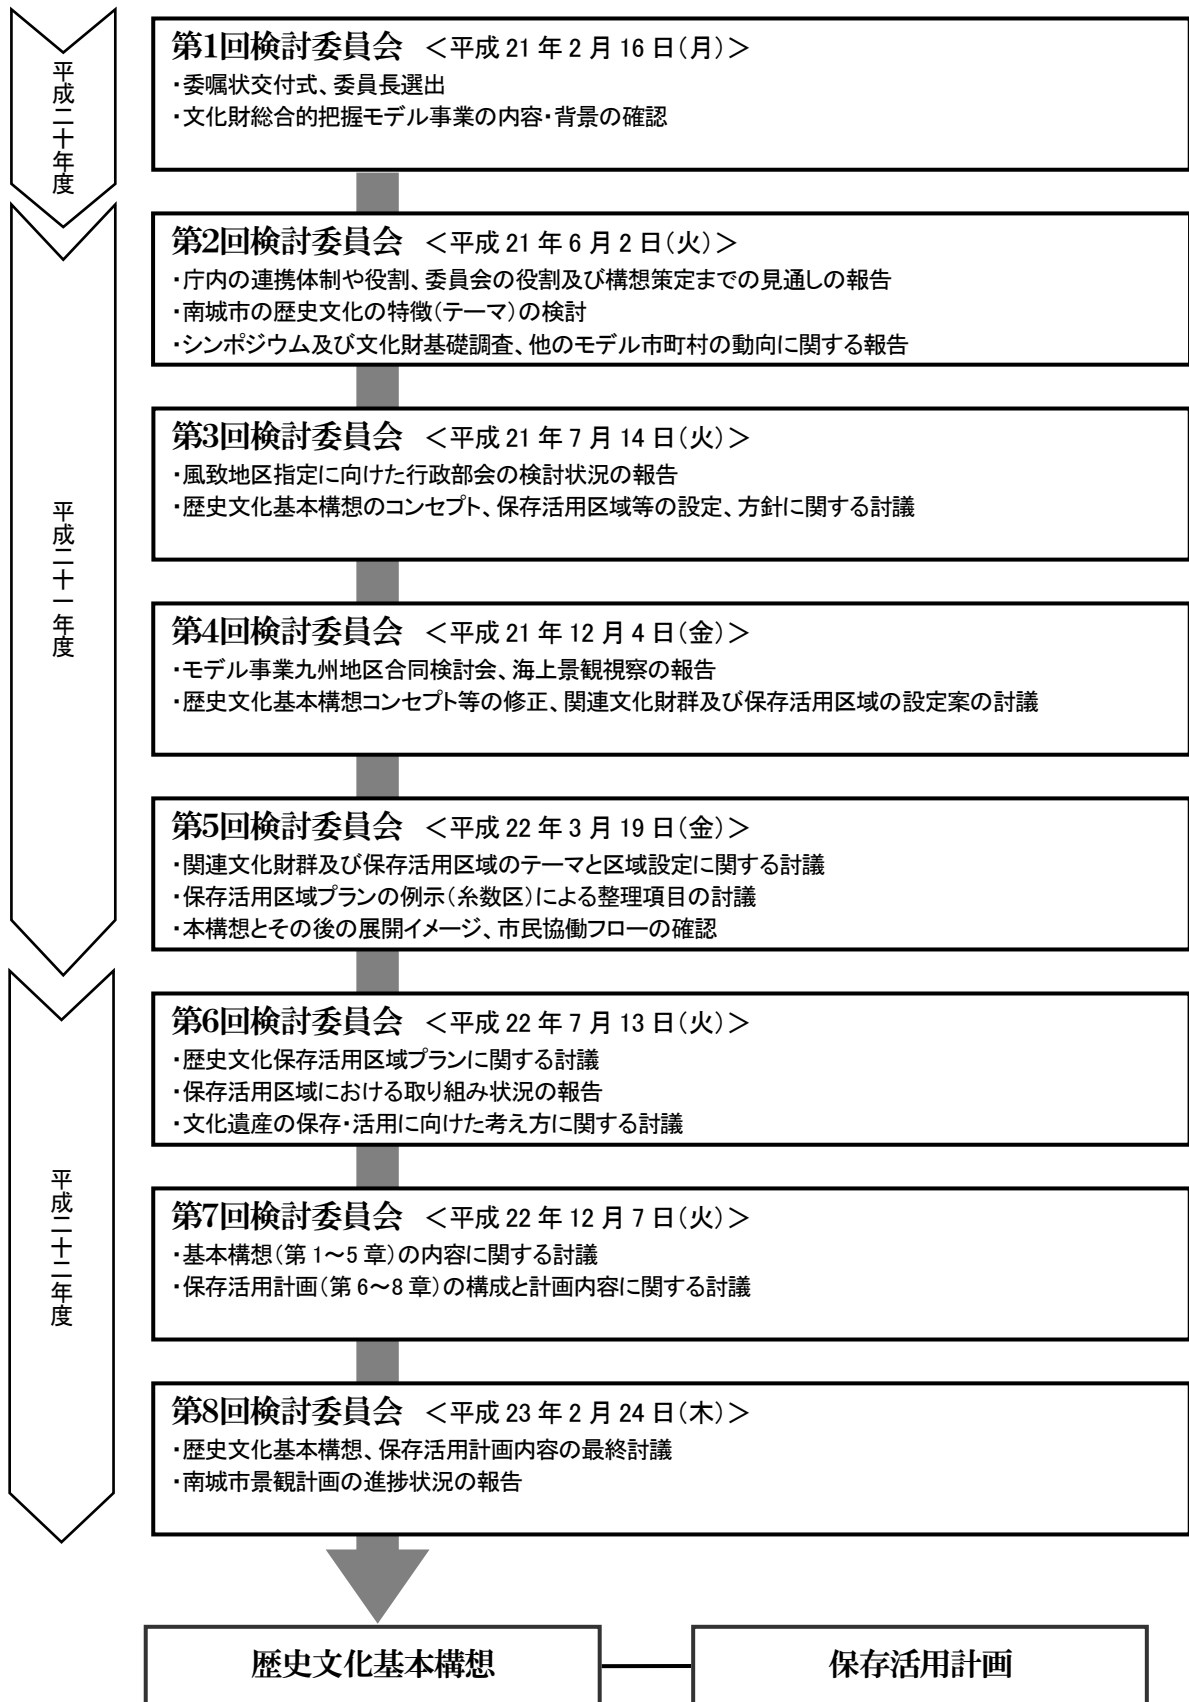 平成二十年度
第1回検討委員会 ＜平成 21 年 2 月 16 日（月）＞
・委嘱状交付式、委員長選出
・文化財総合的把握モデル事業の内容・背景の確認
平成二十一年度
第2回検討委員会 ＜平成 21 年 6 月 2 日（火）＞
・庁内の連携体制や役割、委員会の役割及び構想策定までの見通しの報告
・南城市の歴史文化の特徴（テーマ）の検討
・シンポジウム及び文化財基礎調査、他のモデル市町村の動向に関する報告
第3回検討委員会 ＜平成 21 年 7 月 14 日（火）＞
・風致地区指定に向けた行政部会の検討状況の報告
・歴史文化基本構想のコンセプト、保存活用区域等の設定、方針に関する討議
第4回検討委員会 ＜平成 21 年 12 月 4 日（金）＞
・モデル事業九州地区合同検討会、海上景観視察の報告
・歴史文化基本構想コンセプト等の修正、関連文化財群及び保存活用区域の設定案の討議
第5回検討委員会 ＜平成 22 年 3 月 19 日（金）＞
・関連文化財群及び保存活用区域のテーマと区域設定に関する討議
・保存活用区域プランの例示（糸数区）による整理項目の討議
・本構想とその後の展開イメージ、市民協働フローの確認
平成二十二年度
第6回検討委員会 ＜平成 22 年 7 月 13 日（火）＞
・歴史文化保存活用区域プランに関する討議
・保存活用区域における取り組み状況の報告
・文化遺産の保存・活用に向けた考え方に関する討議
第7回検討委員会 ＜平成 22 年 12 月 7 日（火）＞
・基本構想（第 1～5 章）の内容に関する討議
・保存活用計画（第 6～8 章）の構成と計画内容に関する討議
第8回検討委員会 ＜平成 23 年 2 月 24 日（木）＞
・歴史文化基本構想、保存活用計画内容の最終討議
・南城市景観計画の進捗状況の報告
歴史文化基本構想
保存活用計画